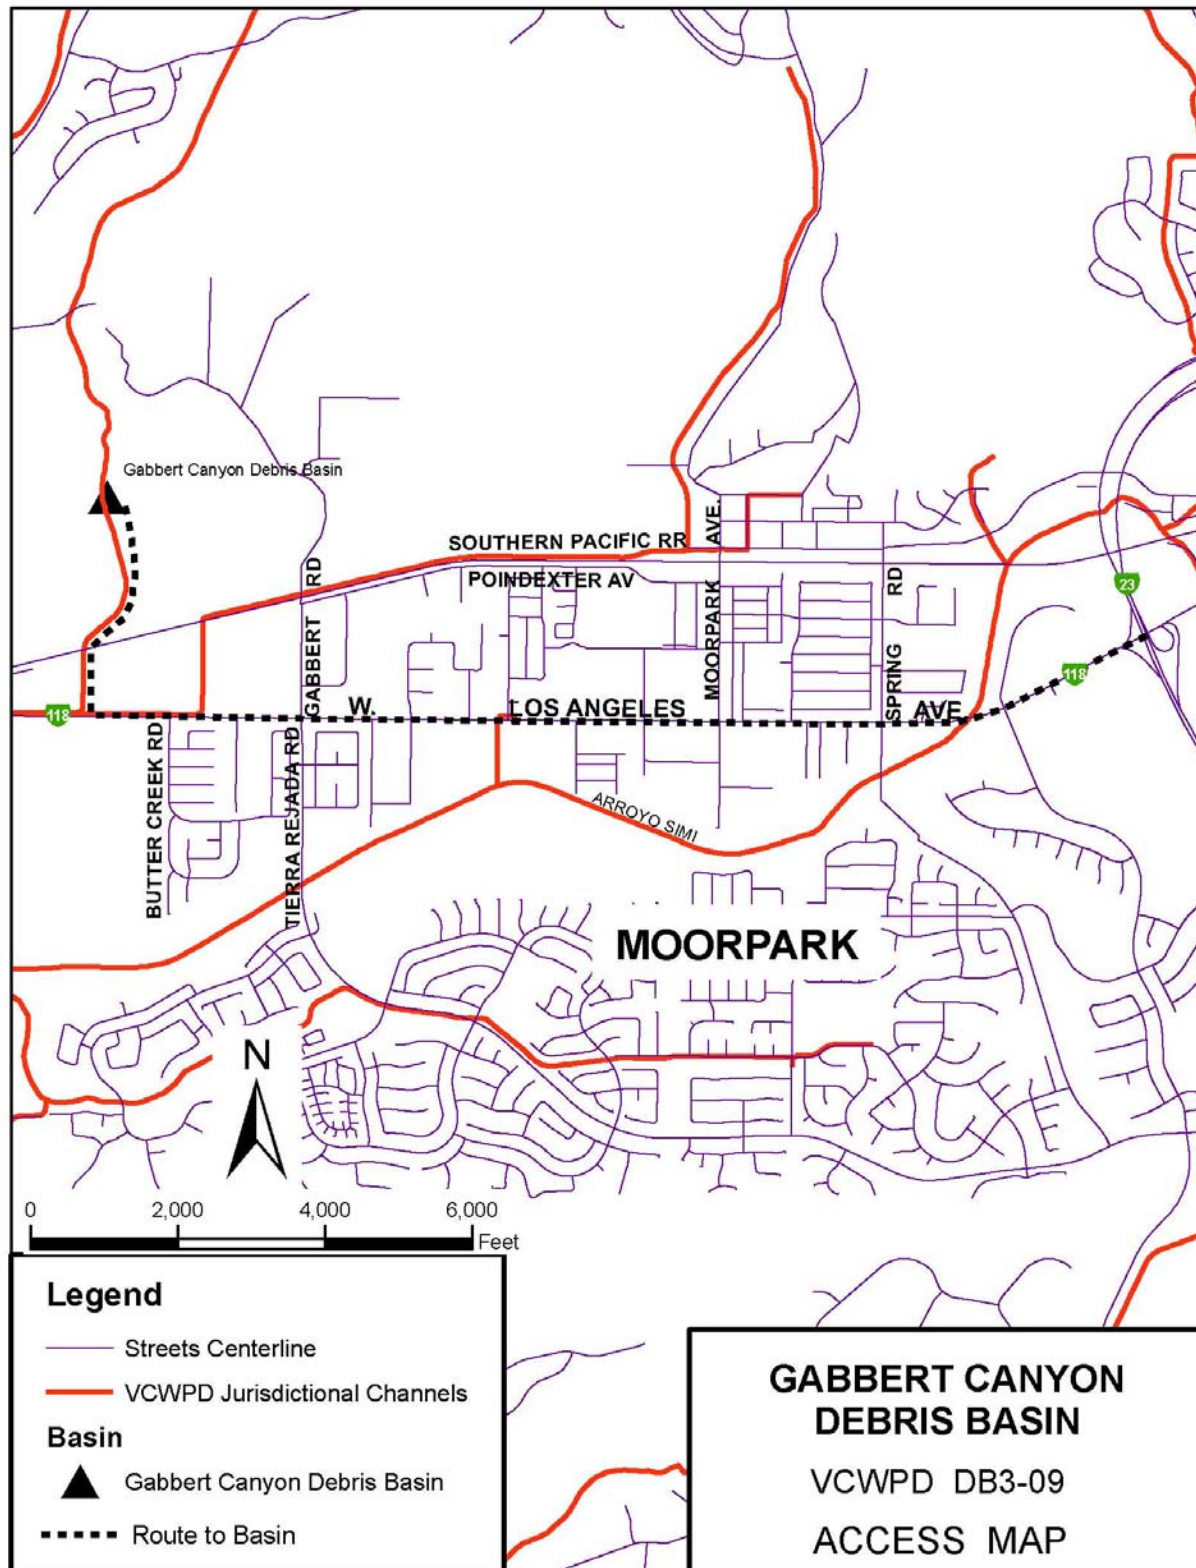 Gabbert Canyon Debris Basin
SOUTHERN PACIFIC RR
POINDEXTER AV
GABBERT RD
MOORPARK AVE.
SPRING RD
23
118
118
W. LOS ANGELES AVE
BUTTER CREEK RD
TIERRA REJADA RD
ARROYO SIMI
MOORPARK
N
0 2,000 4,000 6,000
Feet
Legend
Streets Centerline
VCWPD Jurisdictional Channels
Basin
Gabbert Canyon Debris Basin
Route to Basin
GABBERT CANYON
DEBRIS BASIN
VCWPD DB3-09
ACCESS MAP